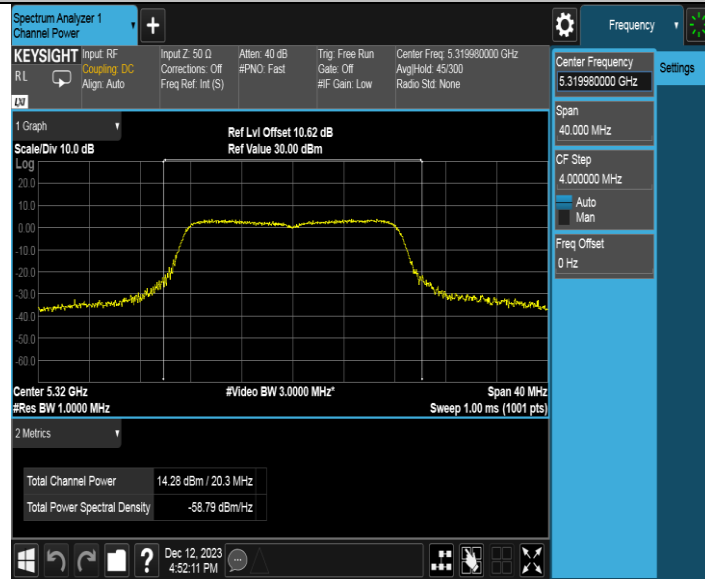 Spectrum Analyzer 1
Channel Power
+
Frequency
KEYSIGHT
RL
LXI
Input: RF
Coupling: DC
Align: Auto
Input Z: 50 Ω
Corrections: Off
Freq Ref: Int (S)
Atten: 40 dB
#PNO: Fast
Trig: Free Run
Gate: Off
#IF Gain: Low
Center Freq: 5.319980000 GHz
Avg|Hold: 45/300
Radio Std: None
Center Frequency
5.319980000 GHz
Settings
Span
40.000 MHz
CF Step
4.000000 MHz
Auto
Man
Freq Offset
0 Hz
1 Graph
Scale/Div 10.0 dB
Ref Lvl Offset 10.62 dB
Ref Value 30.00 dBm
Log
20.0
10.0
0.00
-10.0
-20.0
-30.0
-40.0
-50.0
-60.0
Center 5.32 GHz
#Res BW 1.0000 MHz
#Video BW 3.0000 MHz*
Span 40 MHz
Sweep 1.00 ms (1001 pts)
2 Metrics
Total Channel Power 14.28 dBm / 20.3 MHz
Total Power Spectral Density -58.79 dBm/Hz
?
Dec 12, 2023
4:52:11 PM